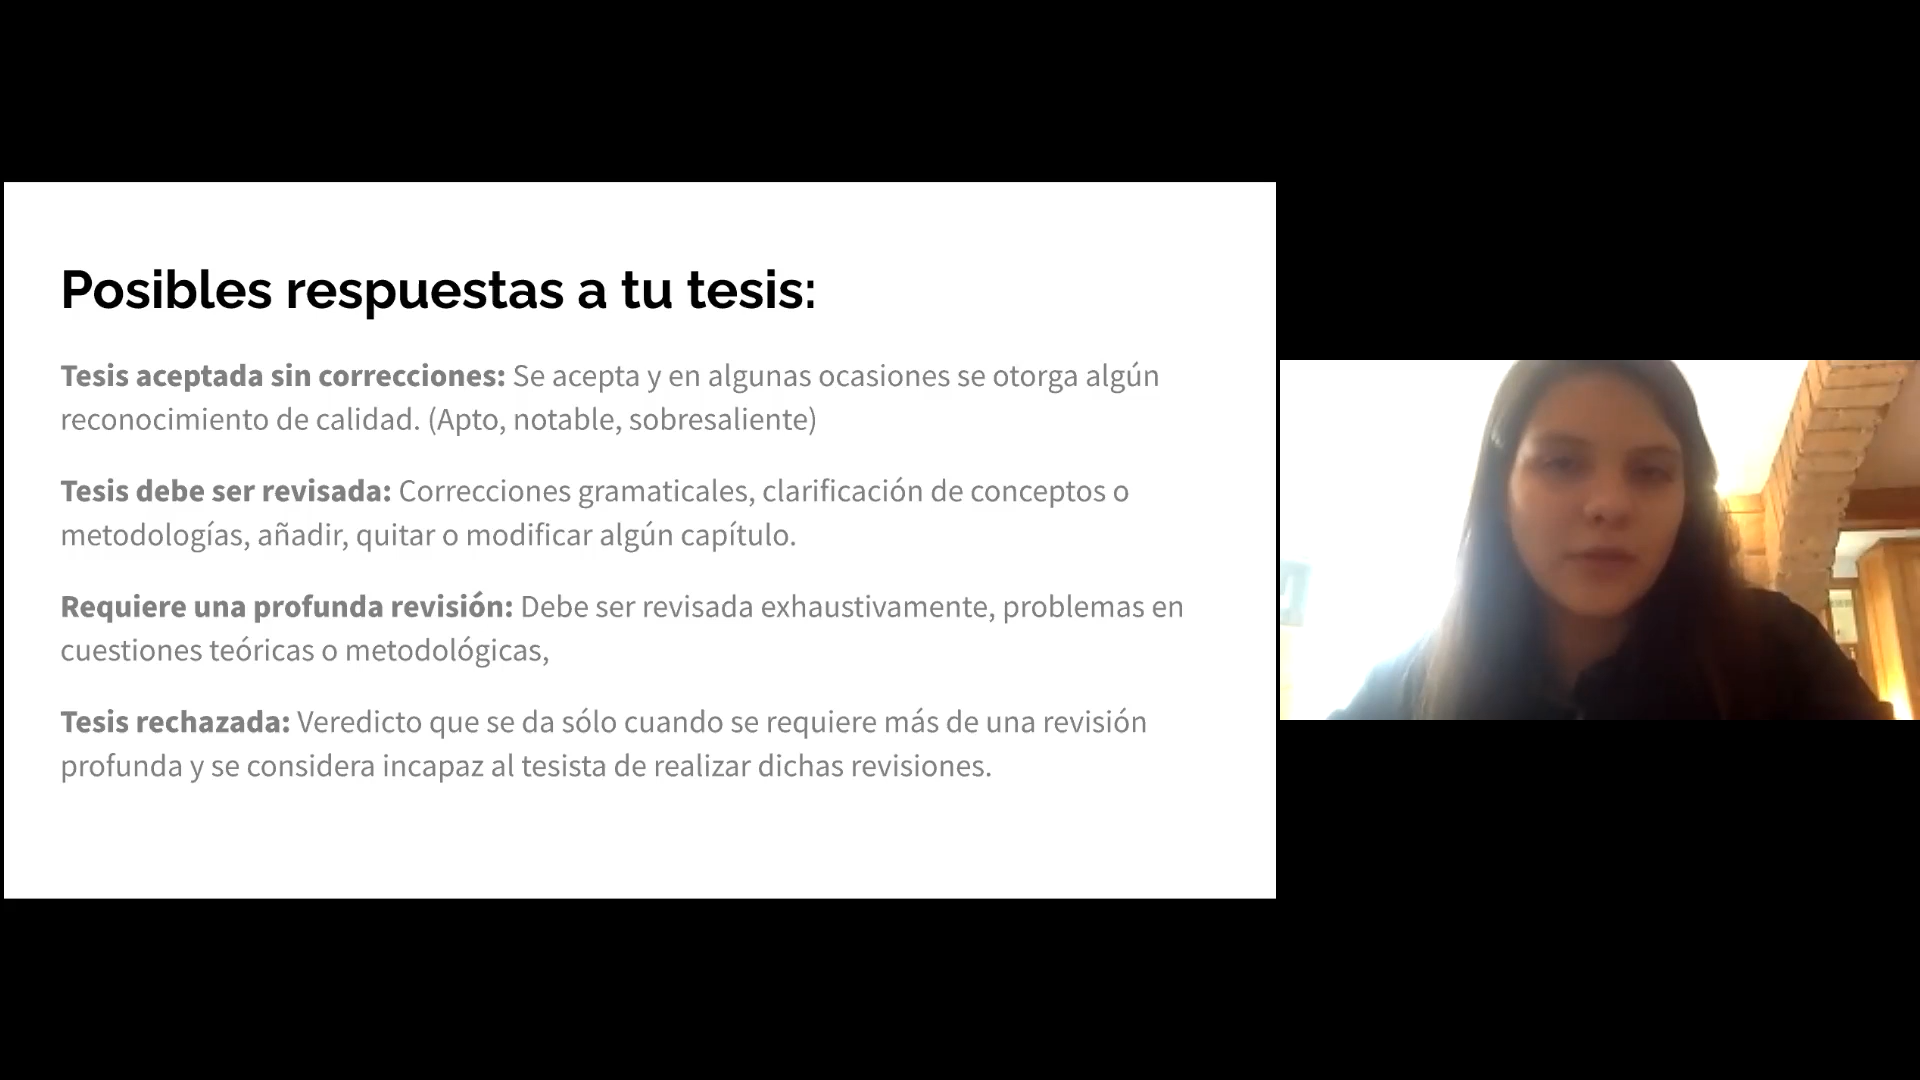 Posibles respuestas a tu tesis:
Tesis aceptada sin correcciones: Se acepta y en algunas ocasiones se otorga algún
reconocimiento de calidad. (Apto, notable, sobresaliente)
Tesis debe ser revisada: Correcciones gramaticales, clarificación de conceptos o
metodologías, añadir, quitar o modificar algún capítulo.
Requiere una profunda revisión: Debe ser revisada exhaustivamente, problemas en
cuestiones teóricas o metodológicas,
Tesis rechazada: Veredicto que se da sólo cuando se requiere más de una revisión
profunda y se considera incapaz al tesista de realizar dichas revisiones.